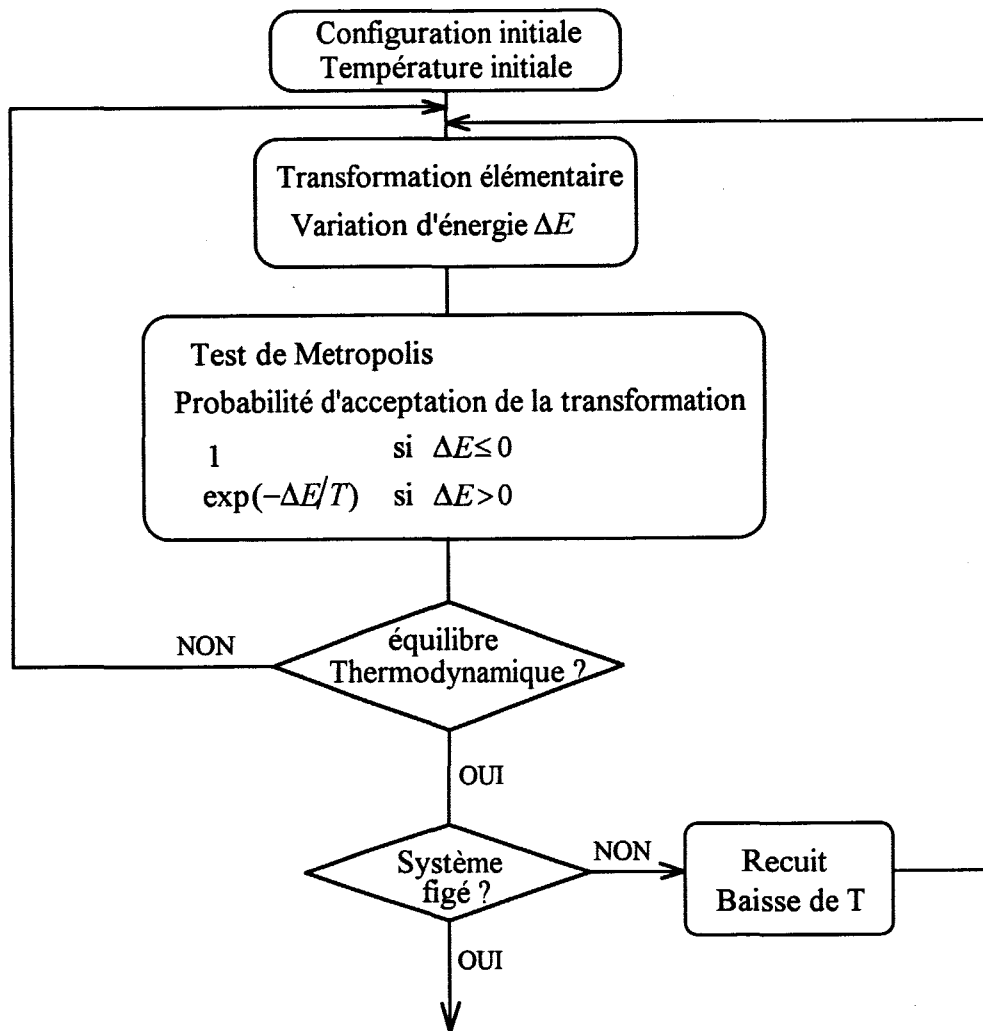 Configuration initiale
Température initiale
Transformation élémentaire
Variation d'énergie ΔE
Test de Metropolis
Probabilité d'acceptation de la transformation
1 si ΔE≤0
exp(−ΔE/T) si ΔE>0
équilibre
Thermodynamique ?
NON
OUI
Système
figé ?
NON
Recuit
Baisse de T
OUI